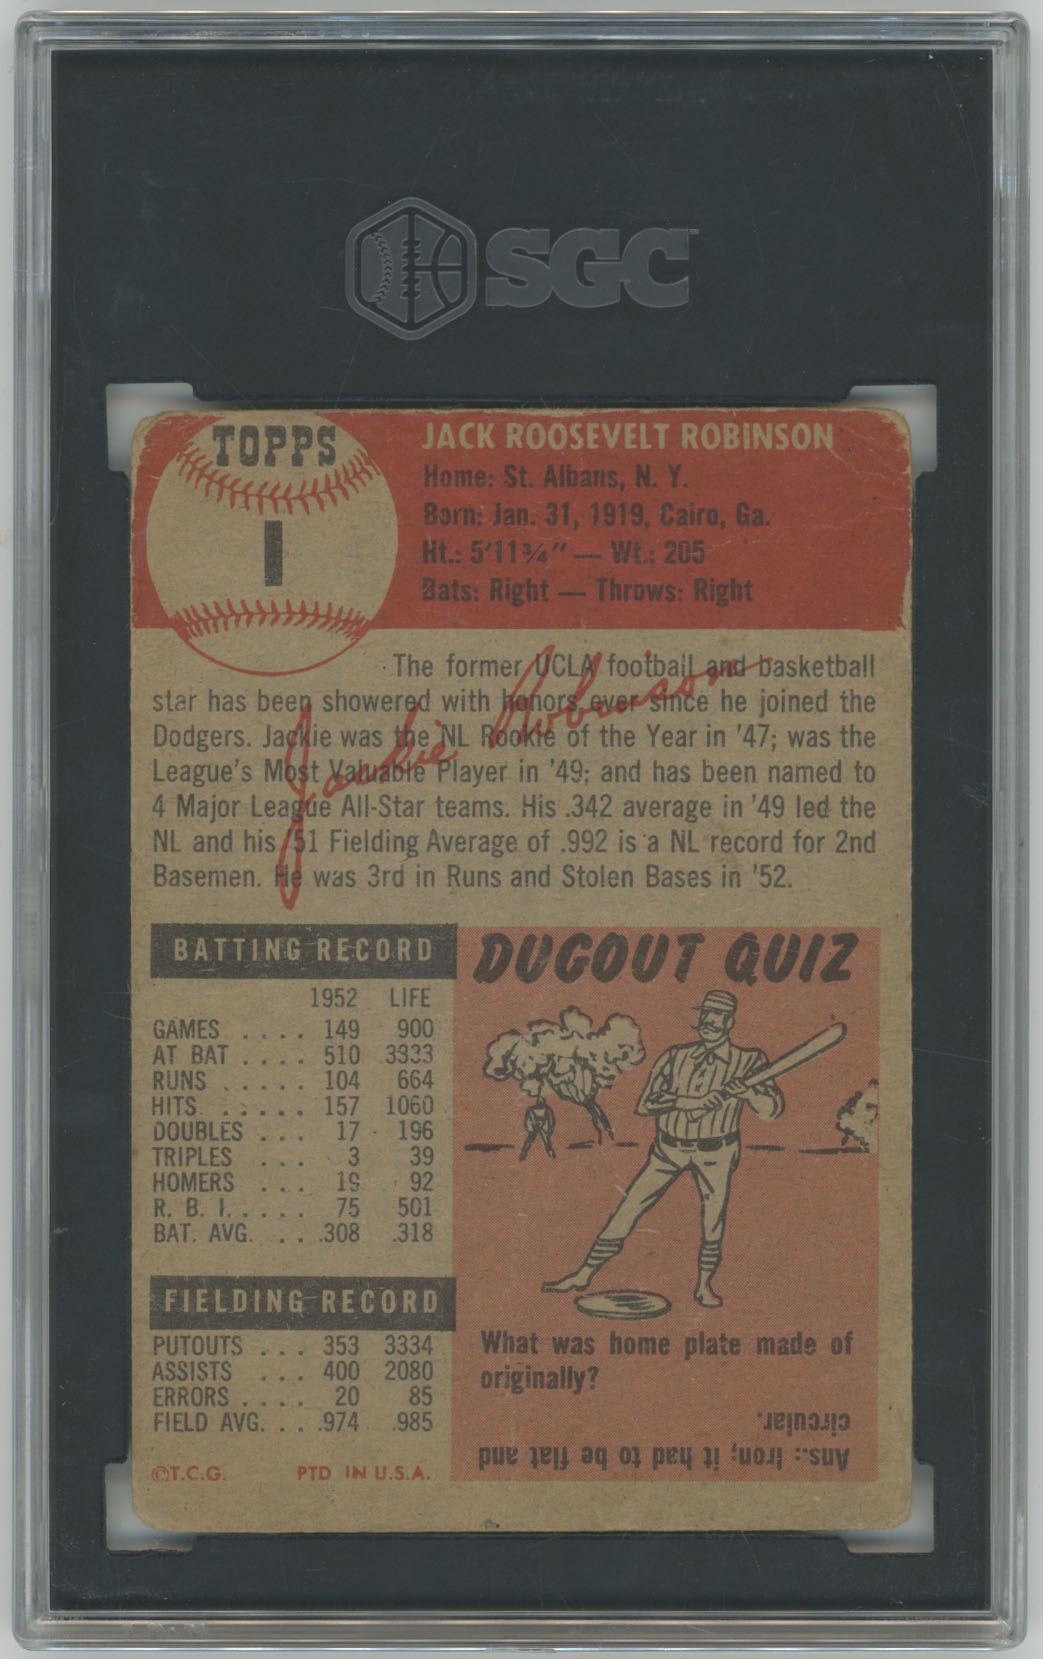 SGC
TOPPS
1
JACK ROOSEVELT ROBINSON
Home: St. Albans, N. Y.
Born: Jan. 31, 1919, Cairo, Ga.
Ht.: 5'11¾" — Wt.: 205
Bats: Right — Throws: Right
The former UCLA football and basketball
star has been showered with honors ever since he joined the
Dodgers. Jackie was the NL Rookie of the Year in '47; was the
League's Most Valuable Player in '49; and has been named to
4 Major League All-Star teams. His .342 average in '49 led the
NL and his '51 Fielding Average of .992 is a NL record for 2nd
Basemen. He was 3rd in Runs and Stolen Bases in '52.
Jackie Robinson
BATTING RECORD
1952 LIFE
GAMES .... 149 900
AT BAT .... 510 3333
RUNS ..... 104 664
HITS ..... 157 1060
DOUBLES ... 17 196
TRIPLES ... 3 39
HOMERS ... 19 92
R. B. I. .... 75 501
BAT. AVG. ... .308 .318
FIELDING RECORD
PUTOUTS ... 353 3334
ASSISTS ... 400 2080
ERRORS .... 20 85
FIELD AVG. ... .974 .985
©T.C.G. PTD IN U.S.A.
DUGOUT QUIZ
What was home plate made of
originally?
Ans.: Iron; it had to be flat and
circular.